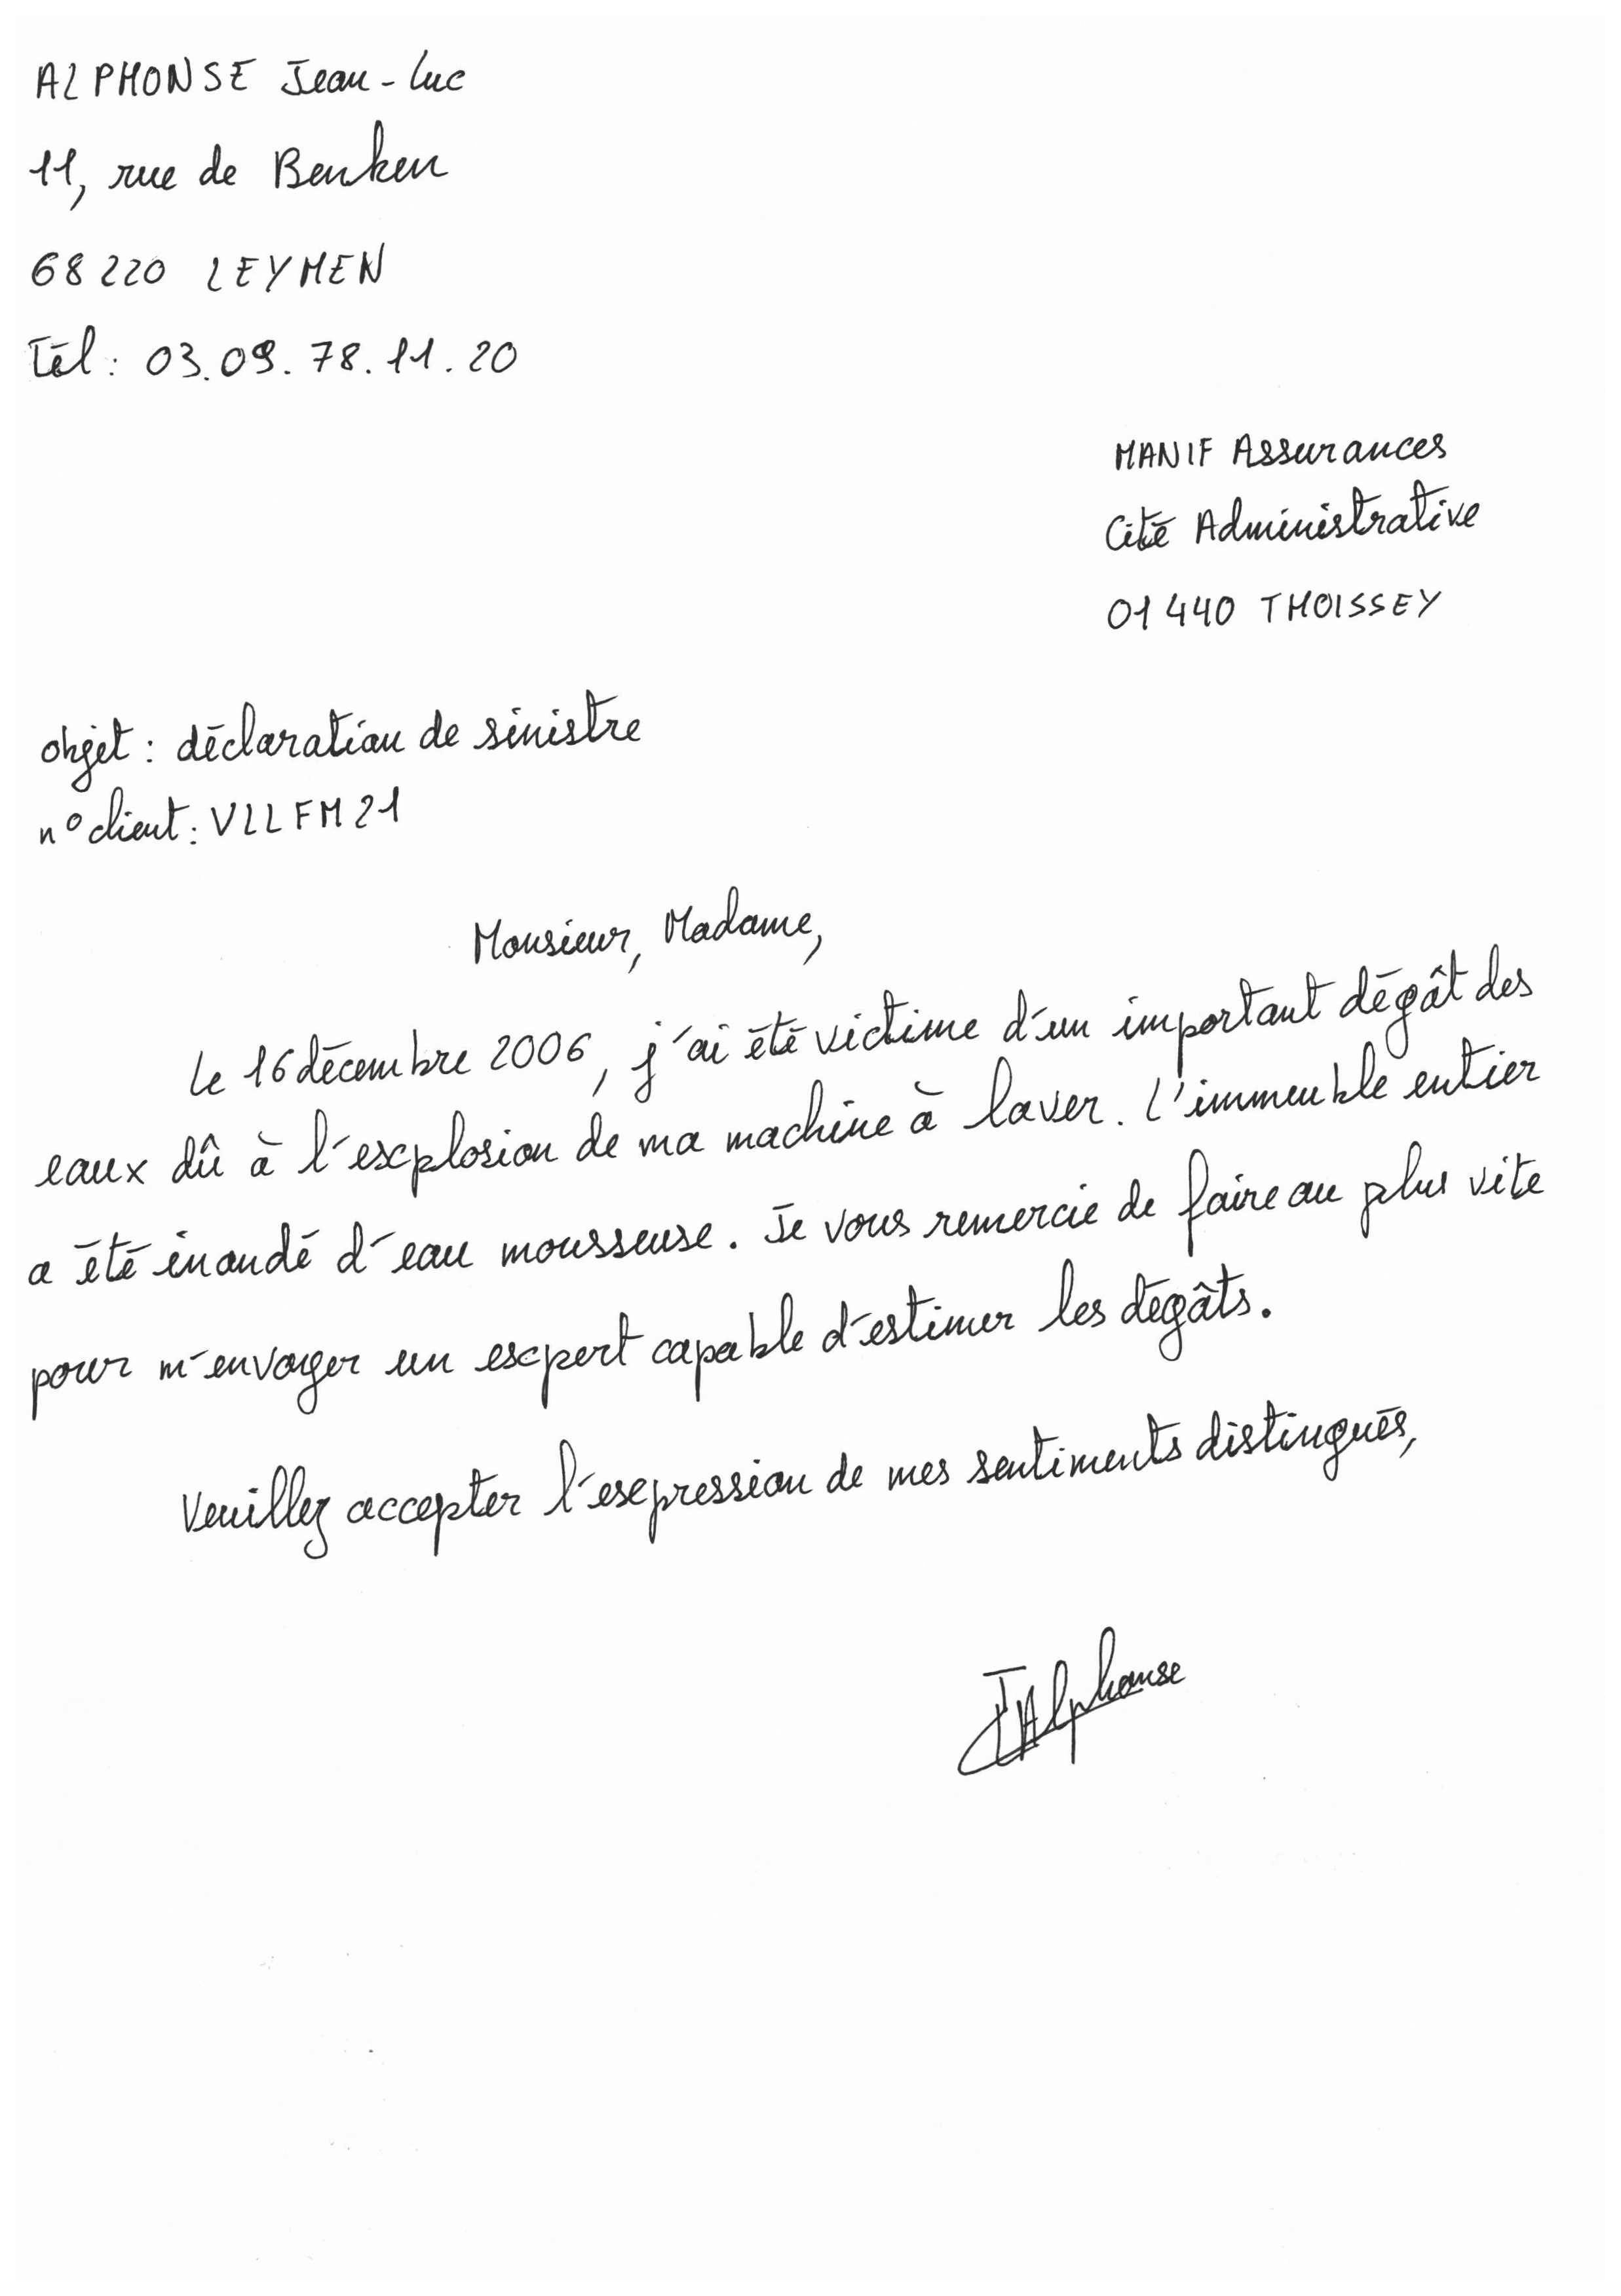 ALPHONSE Jean-Luc
11, rue de Benken
68220 LEYMEN
Tél: 03.09.78.11.20
MANIF Assurances
Cité Administrative
01440 THOISSEY
objet: déclaration de sinistre
n° client: VLLFM21
Monsieur, Madame,
Le 16 décembre 2006, j'ai été victime d'un important dégât des
eaux dû à l'explosion de ma machine à laver. L'immeuble entier
a été inondé d'eau mousseuse. Je vous remercie de faire au plus vite
pour m'envoyer un expert capable d'estimer les dégâts.
Veuillez accepter l'expression de mes sentiments distingués,
JAlphonse